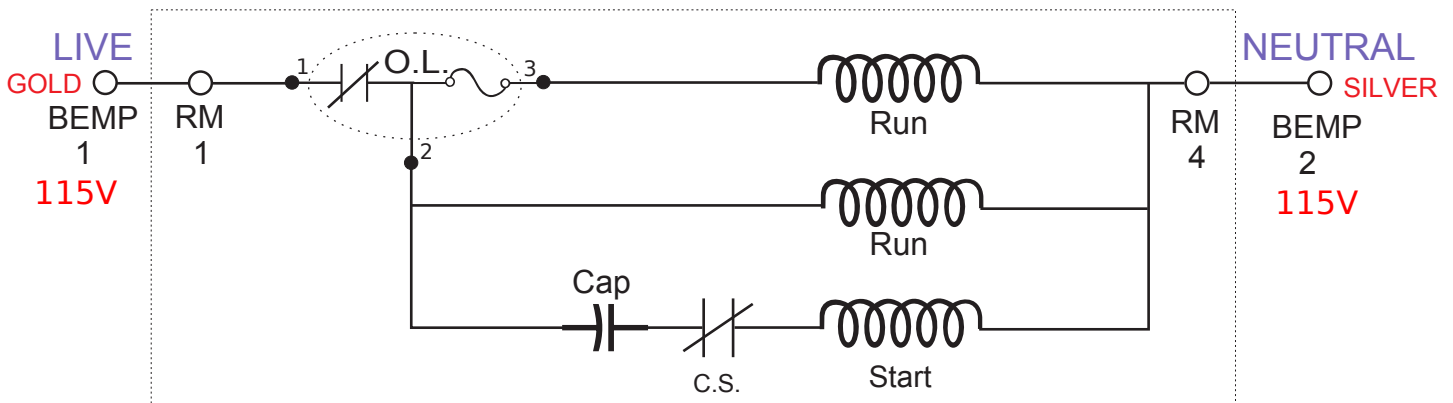 LIVE
NEUTRAL
O.L.
1
3
GOLD
SILVER
Run
BEMP
1
RM
1
RM
4
BEMP
2
2
115V
115V
Run
Cap
C.S.
Start